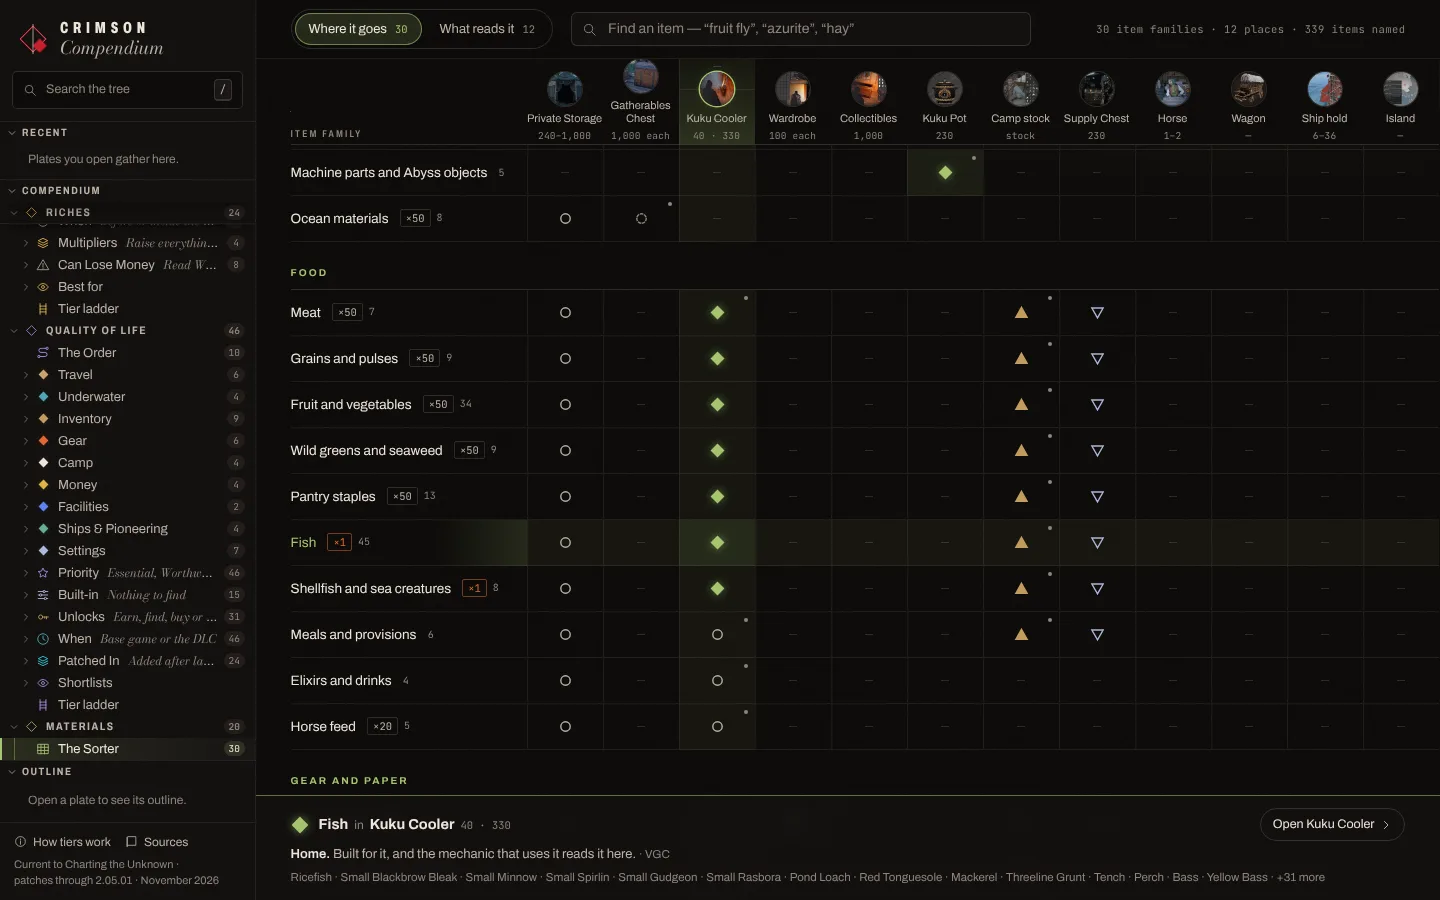 CRIMSON
Compendium
Search the tree /
RECENT
Plates you open gather here.
COMPENDIUM
RICHES 24
Multipliers Raise everythin... 4
Can Lose Money Read W... 8
Best for
Tier ladder
QUALITY OF LIFE 46
The Order 10
Travel 6
Underwater 4
Inventory 9
Gear 6
Camp 4
Money 4
Facilities 2
Ships & Pioneering 4
Settings 7
Priority Essential, Worthw... 46
Built-in Nothing to find 15
Unlocks Earn, find, buy or ... 31
When Base game or the DLC 46
Patched In Added after la... 24
Shortlists
Tier ladder
MATERIALS 20
The Sorter 30
OUTLINE
Open a plate to see its outline.
How tiers work Sources
Current to Charting the Unknown ·
patches through 2.05.01 · November 2026
Where it goes 30 What reads it 12
Find an item — “fruit fly”, “azurite”, “hay”
30 item families · 12 places · 339 items named
ITEM FAMILY
Private Storage 240–1,000
Gatherables Chest 1,000 each
Kuku Cooler 40 · 330
Wardrobe 100 each
Collectibles 1,000
Kuku Pot 230
Camp stock stock
Supply Chest 230
Horse 1–2
Wagon —
Ship hold 6–36
Island —
Machine parts and Abyss objects 5
Ocean materials ×50 8
FOOD
Meat ×50 7
Grains and pulses ×50 9
Fruit and vegetables ×50 34
Wild greens and seaweed ×50 9
Pantry staples ×50 13
Fish ×1 45
Shellfish and sea creatures ×1 8
Meals and provisions 6
Elixirs and drinks 4
Horse feed ×20 5
GEAR AND PAPER
Fish in Kuku Cooler 40 · 330
Open Kuku Cooler
Home. Built for it, and the mechanic that uses it reads it here. · VGC
Ricefish · Small Blackbrow Bleak · Small Minnow · Small Spirlin · Small Gudgeon · Small Rasbora · Pond Loach · Red Tonguesole · Mackerel · Threeline Grunt · Tench · Perch · Bass · Yellow Bass · +31 more